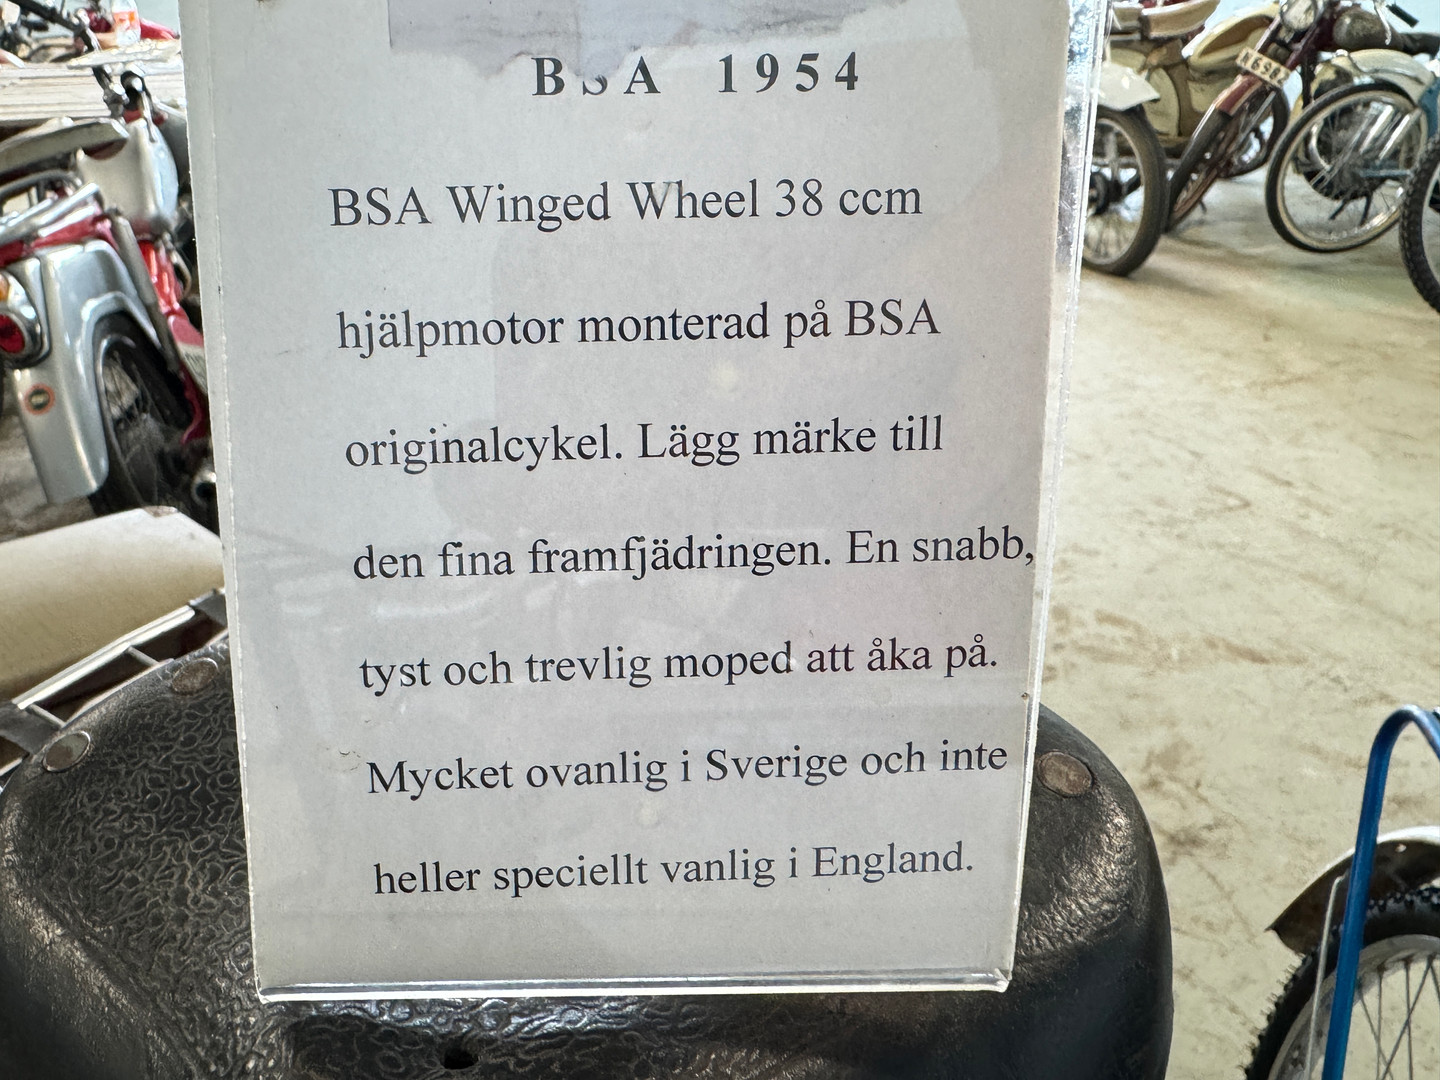 BSA 1954
BSA Winged Wheel 38 ccm
hjälpmotor monterad på BSA
originalcykel. Lägg märke till
den fina framfjädringen. En snabb,
tyst och trevlig moped att åka på.
Mycket ovanlig i Sverige och inte
heller speciellt vanlig i England.